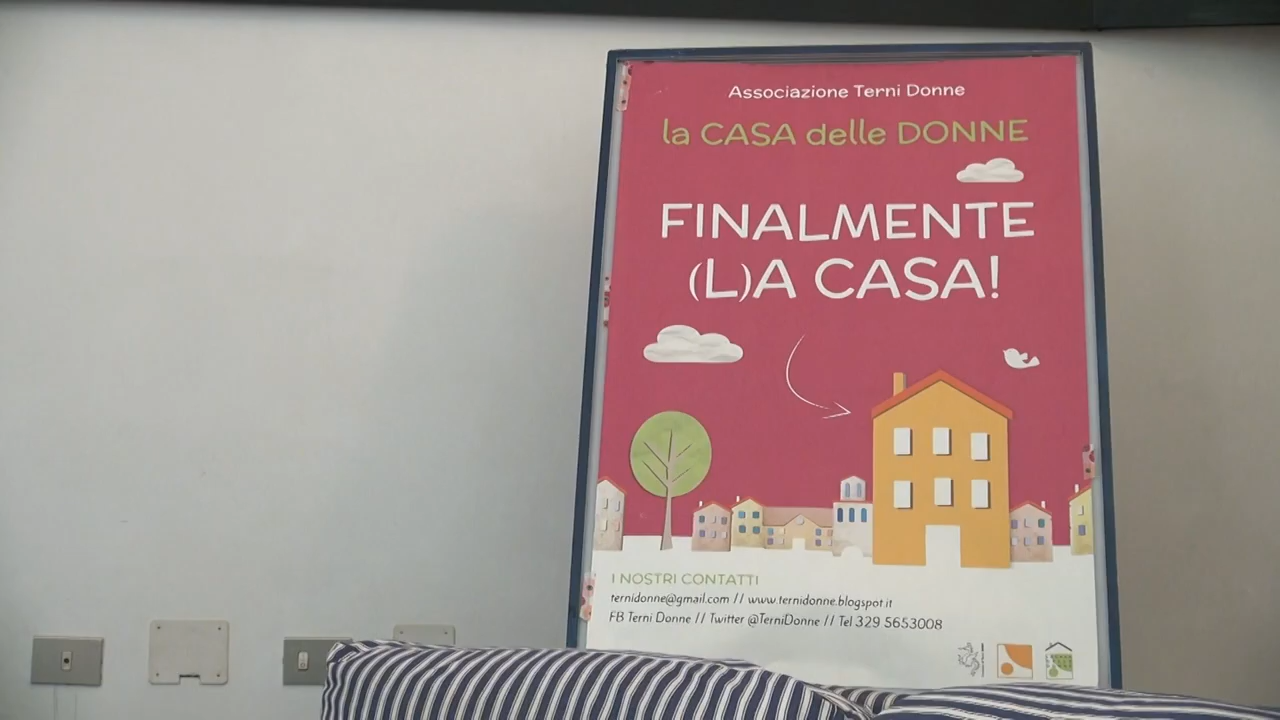 Associazione Terni Donne
la CASA delle DONNE
FINALMENTE
(L)A CASA!
I NOSTRI CONTATTI
ternidonne@gmail.com // www.ternidonne.blogspot.it
FB Terni Donne // Twitter @TerniDonne // Tel 329 5653008